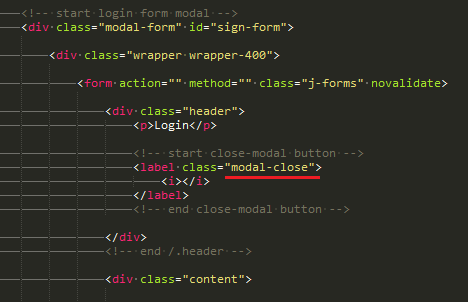 <!-- start login form modal -->
<div class="modal-form" id="sign-form">
<div class="wrapper wrapper-400">
<form action="" method="" class="j-forms" novalidate>
<div class="header">
<p>Login</p>
<!-- start close-modal button -->
<label class="modal-close">
<i></i>
</label>
<!-- end close-modal button -->
</div>
<!-- end /.header -->
<div class="content">